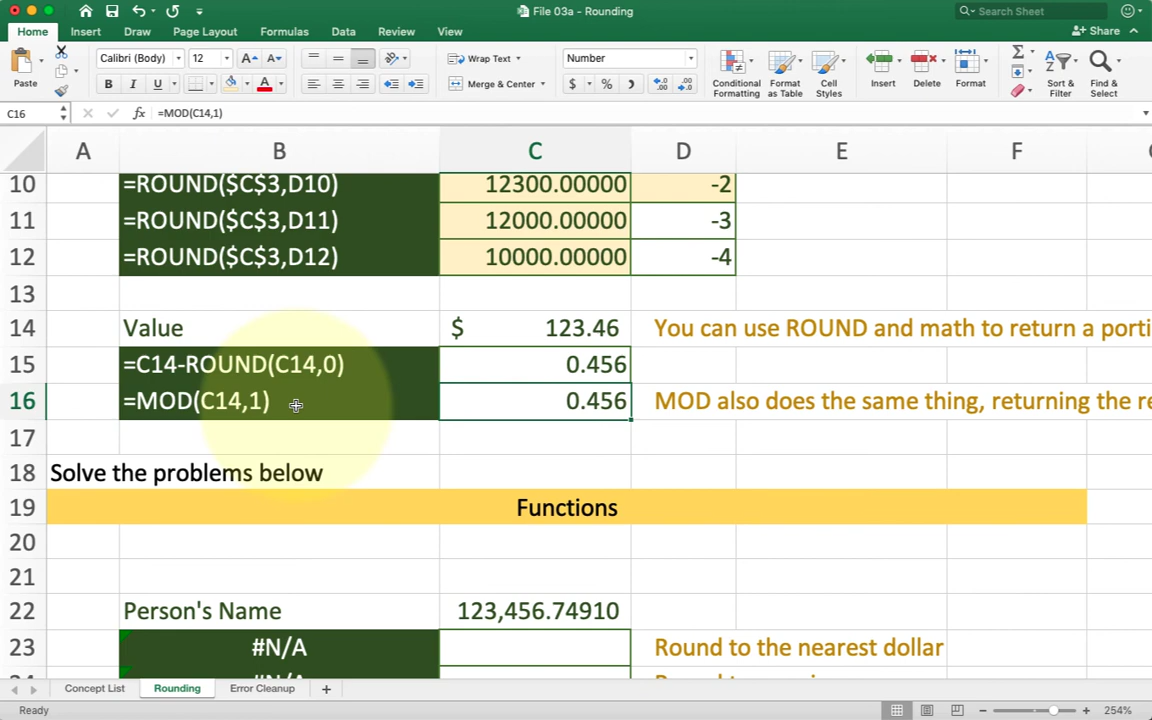 File 03a - Rounding
Search Sheet
Home Insert Draw Page Layout Formulas Data Review View
Share
Paste
Calibri (Body) 12
A A
B I U A
Wrap Text
Merge & Center
Number
$ % )
Conditional Formatting
Format as Table
Cell Styles
Insert
Delete
Format
Sort & Filter
Find & Select
C16 fx =MOD(C14,1)
A B C D E F
10 =ROUND($C$3,D10) 12300.00000 -2
11 =ROUND($C$3,D11) 12000.00000 -3
12 =ROUND($C$3,D12) 10000.00000 -4
13
14 Value $ 123.46 You can use ROUND and math to return a porti
15 =C14-ROUND(C14,0) 0.456
16 =MOD(C14,1) 0.456 MOD also does the same thing, returning the re
17
18 Solve the problems below
19 Functions
20
21
22 Person's Name 123,456.74910
23 #N/A Round to the nearest dollar
Concept List Rounding Error Cleanup +
Ready 254%